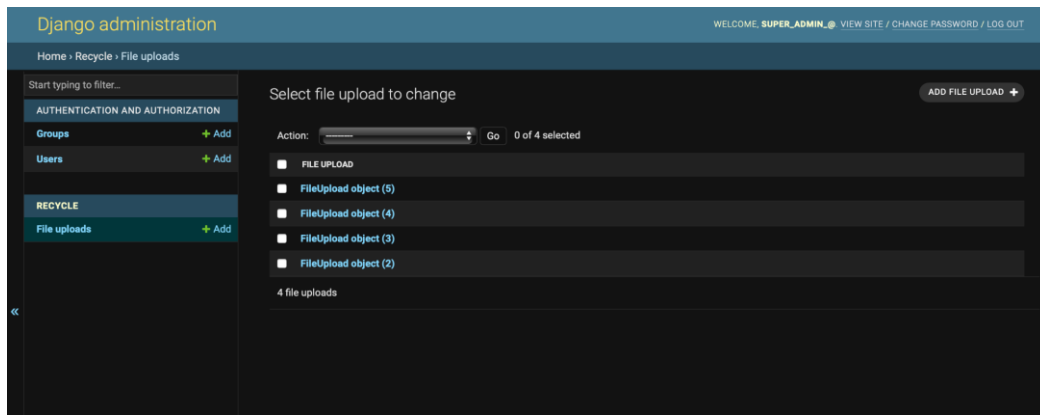 Django administration
WELCOME, SUPER_ADMIN_@. VIEW SITE / CHANGE PASSWORD / LOG OUT
Home › Recycle › File uploads
Start typing to filter...
AUTHENTICATION AND AUTHORIZATION
Groups + Add
Users + Add
RECYCLE
File uploads + Add
«
Select file upload to change
ADD FILE UPLOAD +
Action: --------- Go 0 of 4 selected
FILE UPLOAD
FileUpload object (5)
FileUpload object (4)
FileUpload object (3)
FileUpload object (2)
4 file uploads